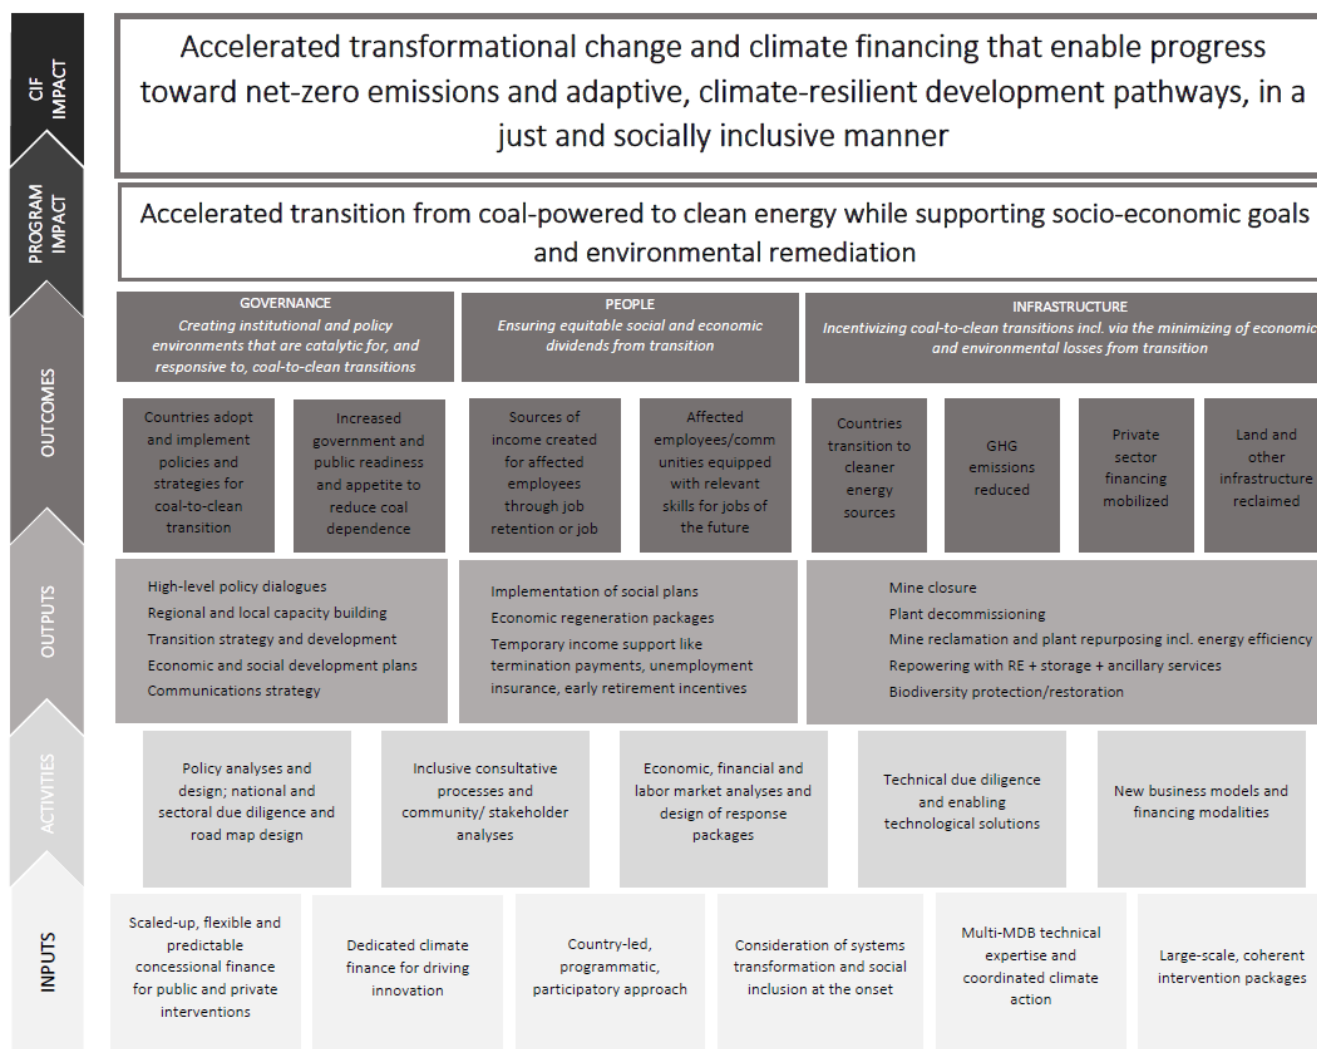 CIF
IMPACT
Accelerated transformational change and climate financing that enable progress
toward net-zero emissions and adaptive, climate-resilient development pathways, in a
just and socially inclusive manner
PROGRAM
IMPACT
Accelerated transition from coal-powered to clean energy while supporting socio-economic goals
and environmental remediation
OUTCOMES
GOVERNANCE
Creating institutional and policy
environments that are catalytic for, and
responsive to, coal-to-clean transitions
PEOPLE
Ensuring equitable social and economic
dividends from transition
INFRASTRUCTURE
Incentivizing coal-to-clean transitions incl. via the minimizing of economic
and environmental losses from transition
Countries adopt
and implement
policies and
strategies for
coal-to-clean
transition
Increased
government and
public readiness
and appetite to
reduce coal
dependence
Sources of
income created
for affected
employees
through job
retention or job
Affected
employees/comm
unities equipped
with relevant
skills for jobs of
the future
Countries
transition to
cleaner
energy
sources
GHG
emissions
reduced
Private
sector
financing
mobilized
Land and
other
infrastructure
reclaimed
OUTPUTS
High-level policy dialogues
Regional and local capacity building
Transition strategy and development
Economic and social development plans
Communications strategy
Implementation of social plans
Economic regeneration packages
Temporary income support like
termination payments, unemployment
insurance, early retirement incentives
Mine closure
Plant decommissioning
Mine reclamation and plant repurposing incl. energy efficiency
Repowering with RE + storage + ancillary services
Biodiversity protection/restoration
ACTIVITIES
Policy analyses and
design; national and
sectoral due diligence and
road map design
Inclusive consultative
processes and
community/ stakeholder
analyses
Economic, financial and
labor market analyses and
design of response
packages
Technical due diligence
and enabling
technological solutions
New business models and
financing modalities
INPUTS
Scaled-up, flexible and
predictable
concessional finance
for public and private
interventions
Dedicated climate
finance for driving
innovation
Country-led,
programmatic,
participatory approach
Consideration of systems
transformation and social
inclusion at the onset
Multi-MDB technical
expertise and
coordinated climate
action
Large-scale, coherent
intervention packages